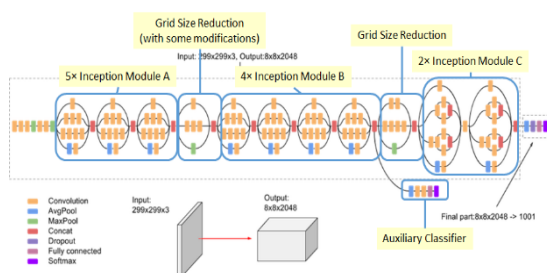 Grid Size Reduction
(with some modifications)
Grid Size Reduction
Input: 299x299x3, Output:8x8x2048
5× Inception Module A
4× Inception Module B
2× Inception Module C
Convolution
AvgPool
MaxPool
Concat
Dropout
Fully connected
Softmax
Input:
299x299x3
Output:
8x8x2048
Final part:8x8x2048 -> 1001
Auxiliary Classifier